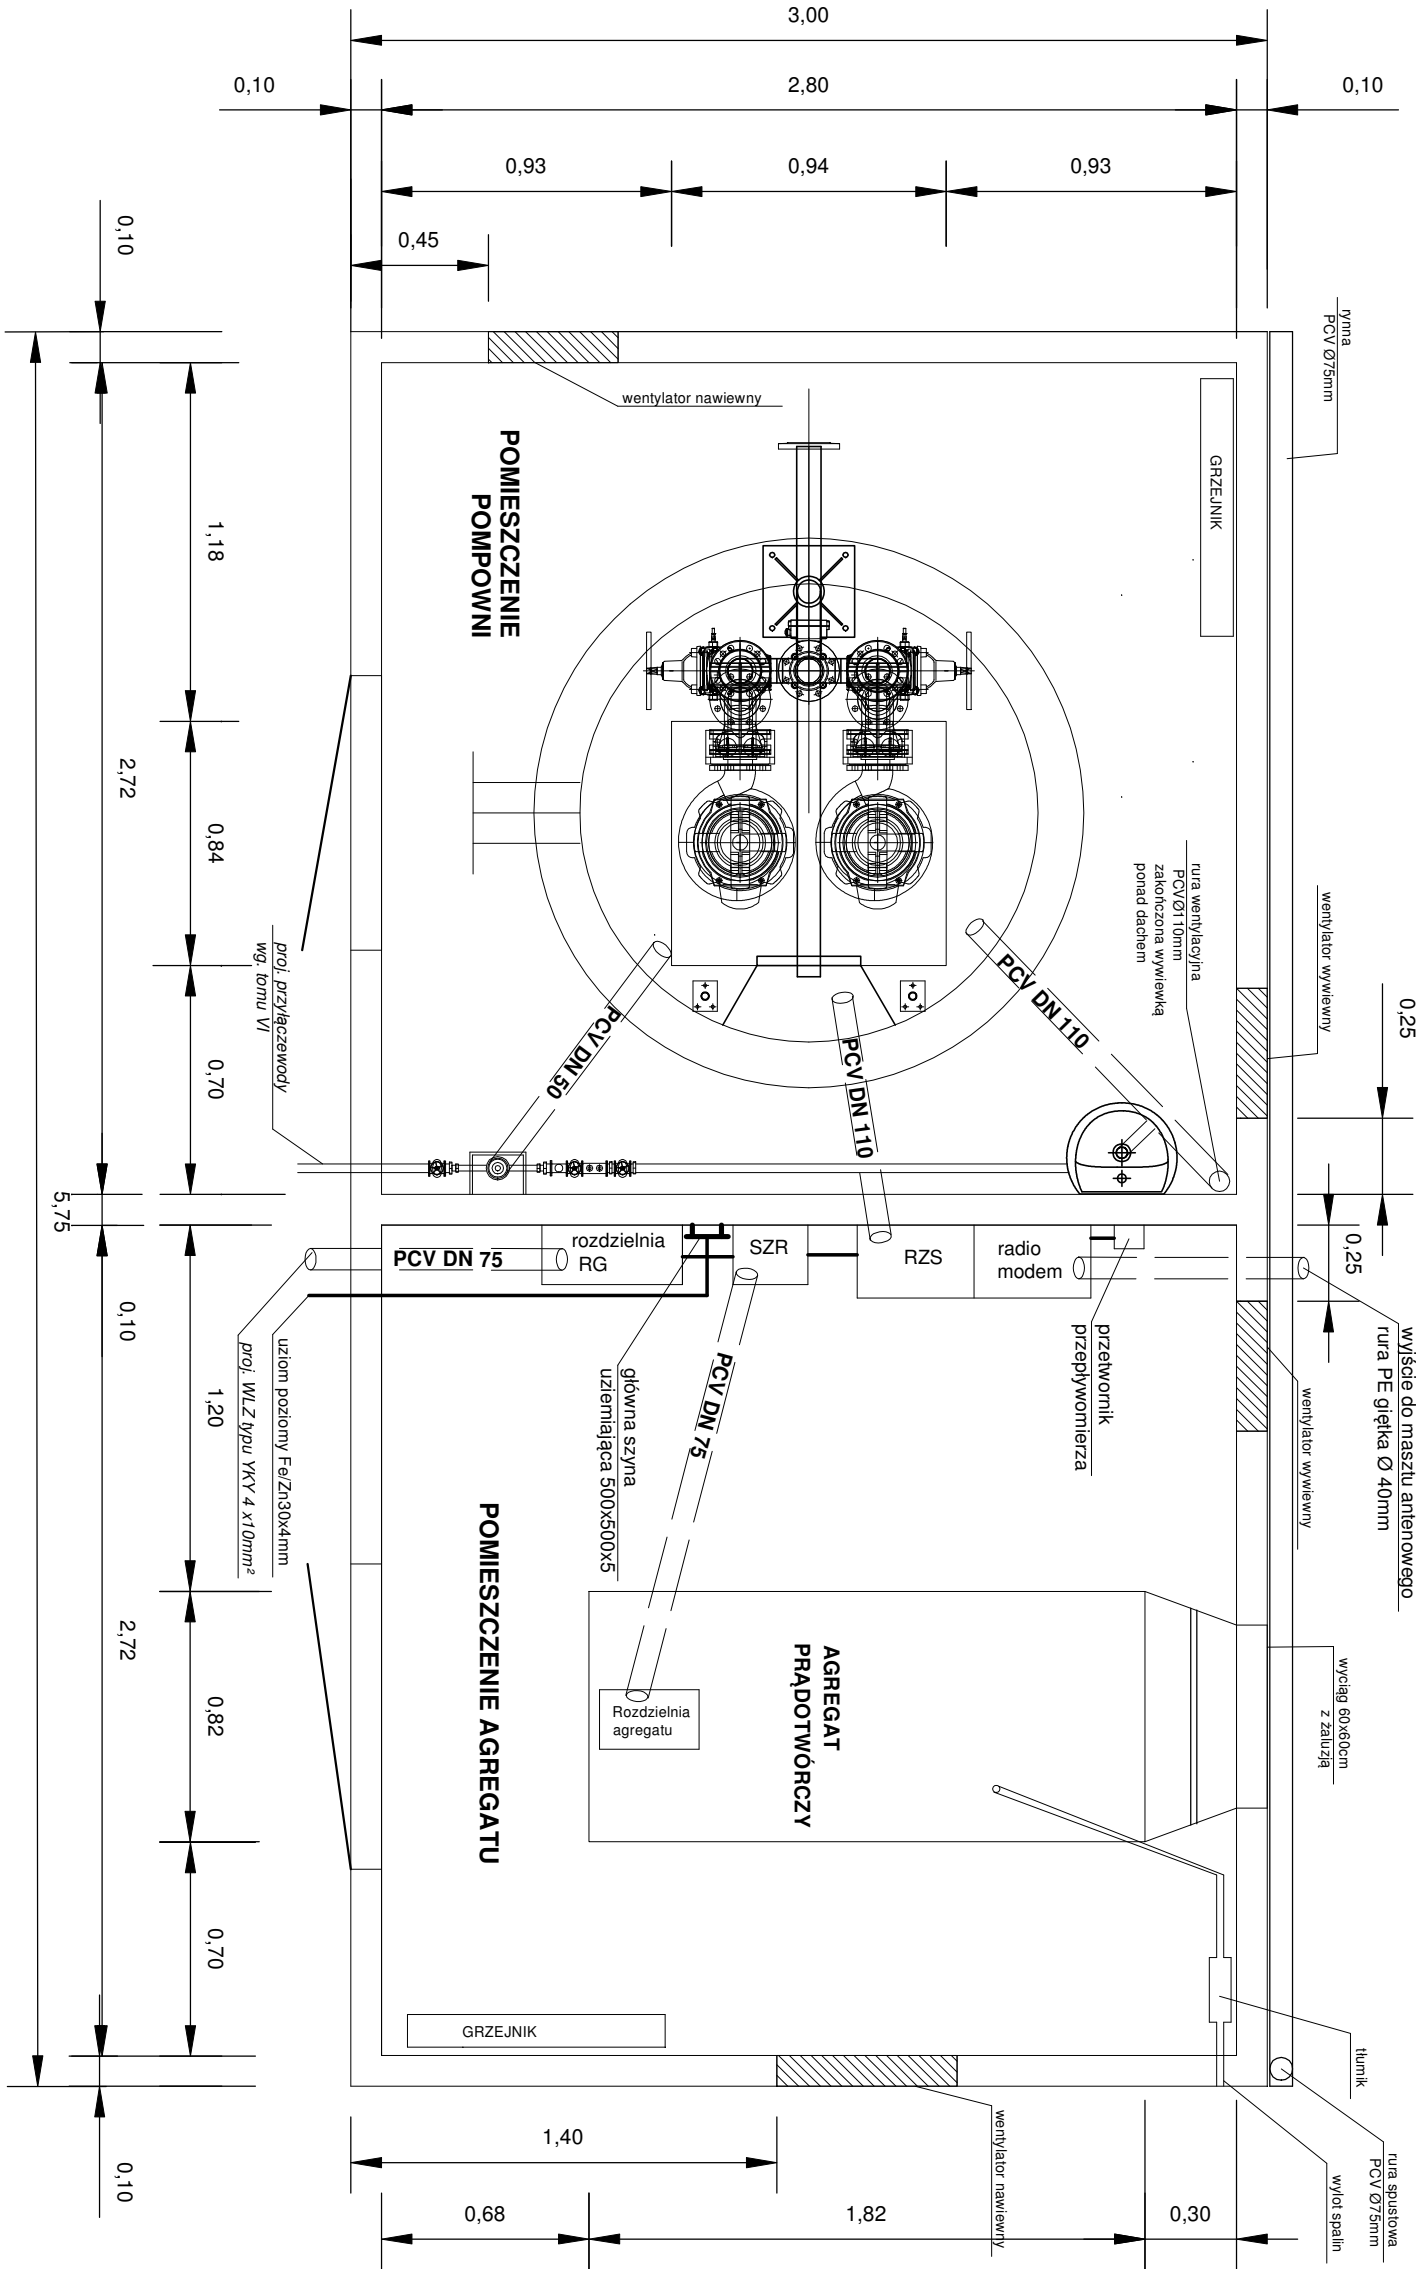 3,00
0,10
2,80
0,10
0,93
0,94
0,93
0,45
0,10
rynna
PCV Ø75mm
wentylator nawiewny
GRZEJNIK
POMIESZCZENIE
POMPOWNI
1,18
2,72
0,84
0,70
rura wentylacyjna
PCVØ110mm
zakończona wywiewką
ponad dachem
wentylator wywiewny
0,25
PCV DN 110
PCV DN 50
PCV DN 110
proj. przyłączewody
wg. tomu VI
5,75
0,10
rozdzielnia
RG
SZR
RZS
radio
modem
PCV DN 75
0,25
wyjście do masztu antenowego
rura PE giętka Ø 40mm
przetwornik
przepływomierza
wentylator wywiewny
główna szyna
uziemiająca 500x500x5
PCV DN 75
uziom poziomy Fe/Zn30x4mm
proj. WLZ typu YKY 4 x10mm²
1,20
2,72
0,82
0,70
POMIESZCZENIE AGREGATU
AGREGAT
PRĄDOTWÓRCZY
Rozdzielnia
agregatu
wyciąg 60x60cm
z żaluzją
GRZEJNIK
tłumik
rura spustowa
PCV Ø75mm
wylot spalin
wentylator nawiewny
0,10
1,40
0,68
1,82
0,30